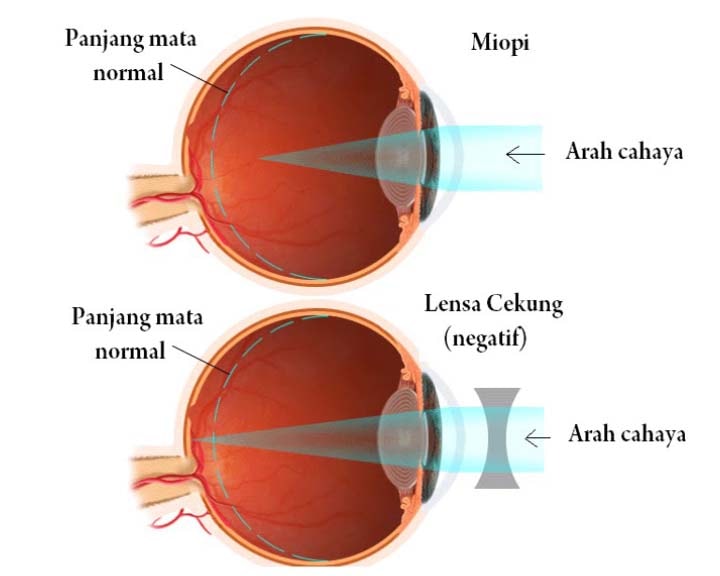 Panjang mata
normal
Miopi
Arah cahaya
Lensa Cekung
(negatif)
Panjang mata
normal
Arah cahaya